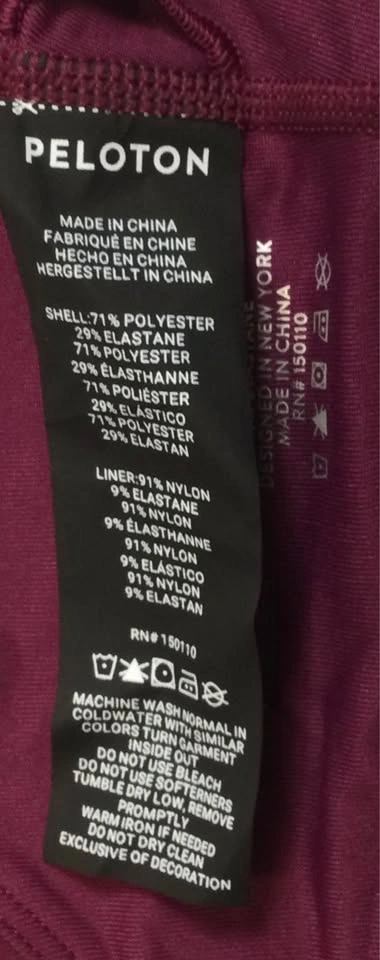 PELOTON
MADE IN CHINA
FABRIQUÉ EN CHINE
HECHO EN CHINA
HERGESTELLT IN CHINA
SHELL:71% POLYESTER
29% ELASTANE
71% POLYESTER
29% ÉLASTHANNE
71% POLIÉSTER
29% ELÁSTICO
71% POLYESTER
29% ELASTAN
LINER:91% NYLON
9% ELASTANE
91% NYLON
9% ÉLASTHANNE
91% NYLON
9% ELÁSTICO
91% NYLON
9% ELASTAN
RN# 150110
MACHINE WASH NORMAL IN
COLDWATER WITH SIMILAR
COLORS TURN GARMENT
INSIDE OUT
DO NOT USE BLEACH
DO NOT USE SOFTERNERS
TUMBLE DRY LOW, REMOVE
PROMPTLY
WARM IRON IF NEEDED
DO NOT DRY CLEAN
EXCLUSIVE OF DECORATION
DESIGNED IN NEW YORK
MADE IN CHINA
RN# 150110